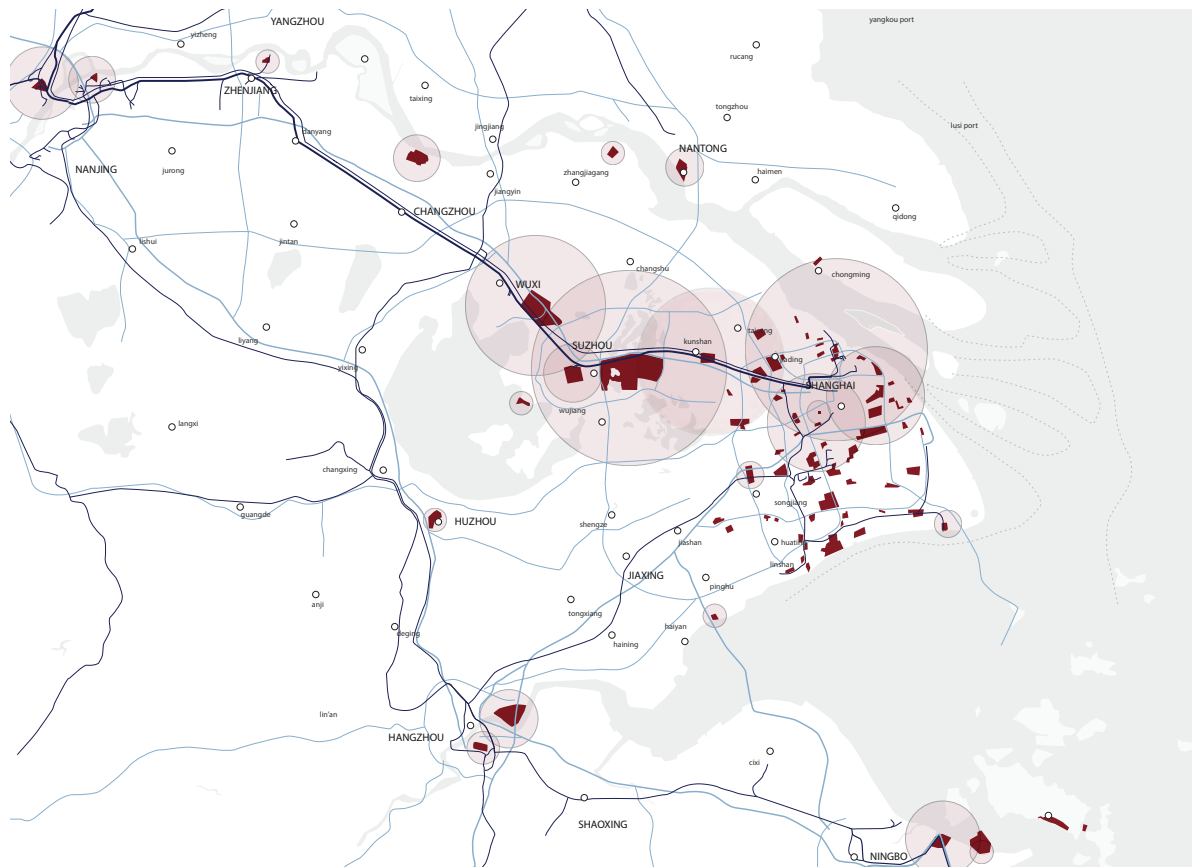 YANGZHOU
yangkou port
yizheng
rucang
ZHENJIANG
taixing
tongzhou
lusi port
danyang
jingjiang
NANTONG
NANJING
jurong
zhangjiagang
haimen
jiangyin
CHANGZHOU
qidong
lishui
jintan
changshu
chongming
WUXI
taicang
liyang
SUZHOU
kunshan
jiading
yixing
SHANGHAI
wujiang
langxi
changxing
songjiang
guangde
HUZHOU
shengze
jiashan
huating
linshan
JIAXING
pinghu
anji
tongxiang
deqing
haiyan
haining
lin'an
HANGZHOU
cixi
SHAOXING
NINGBO